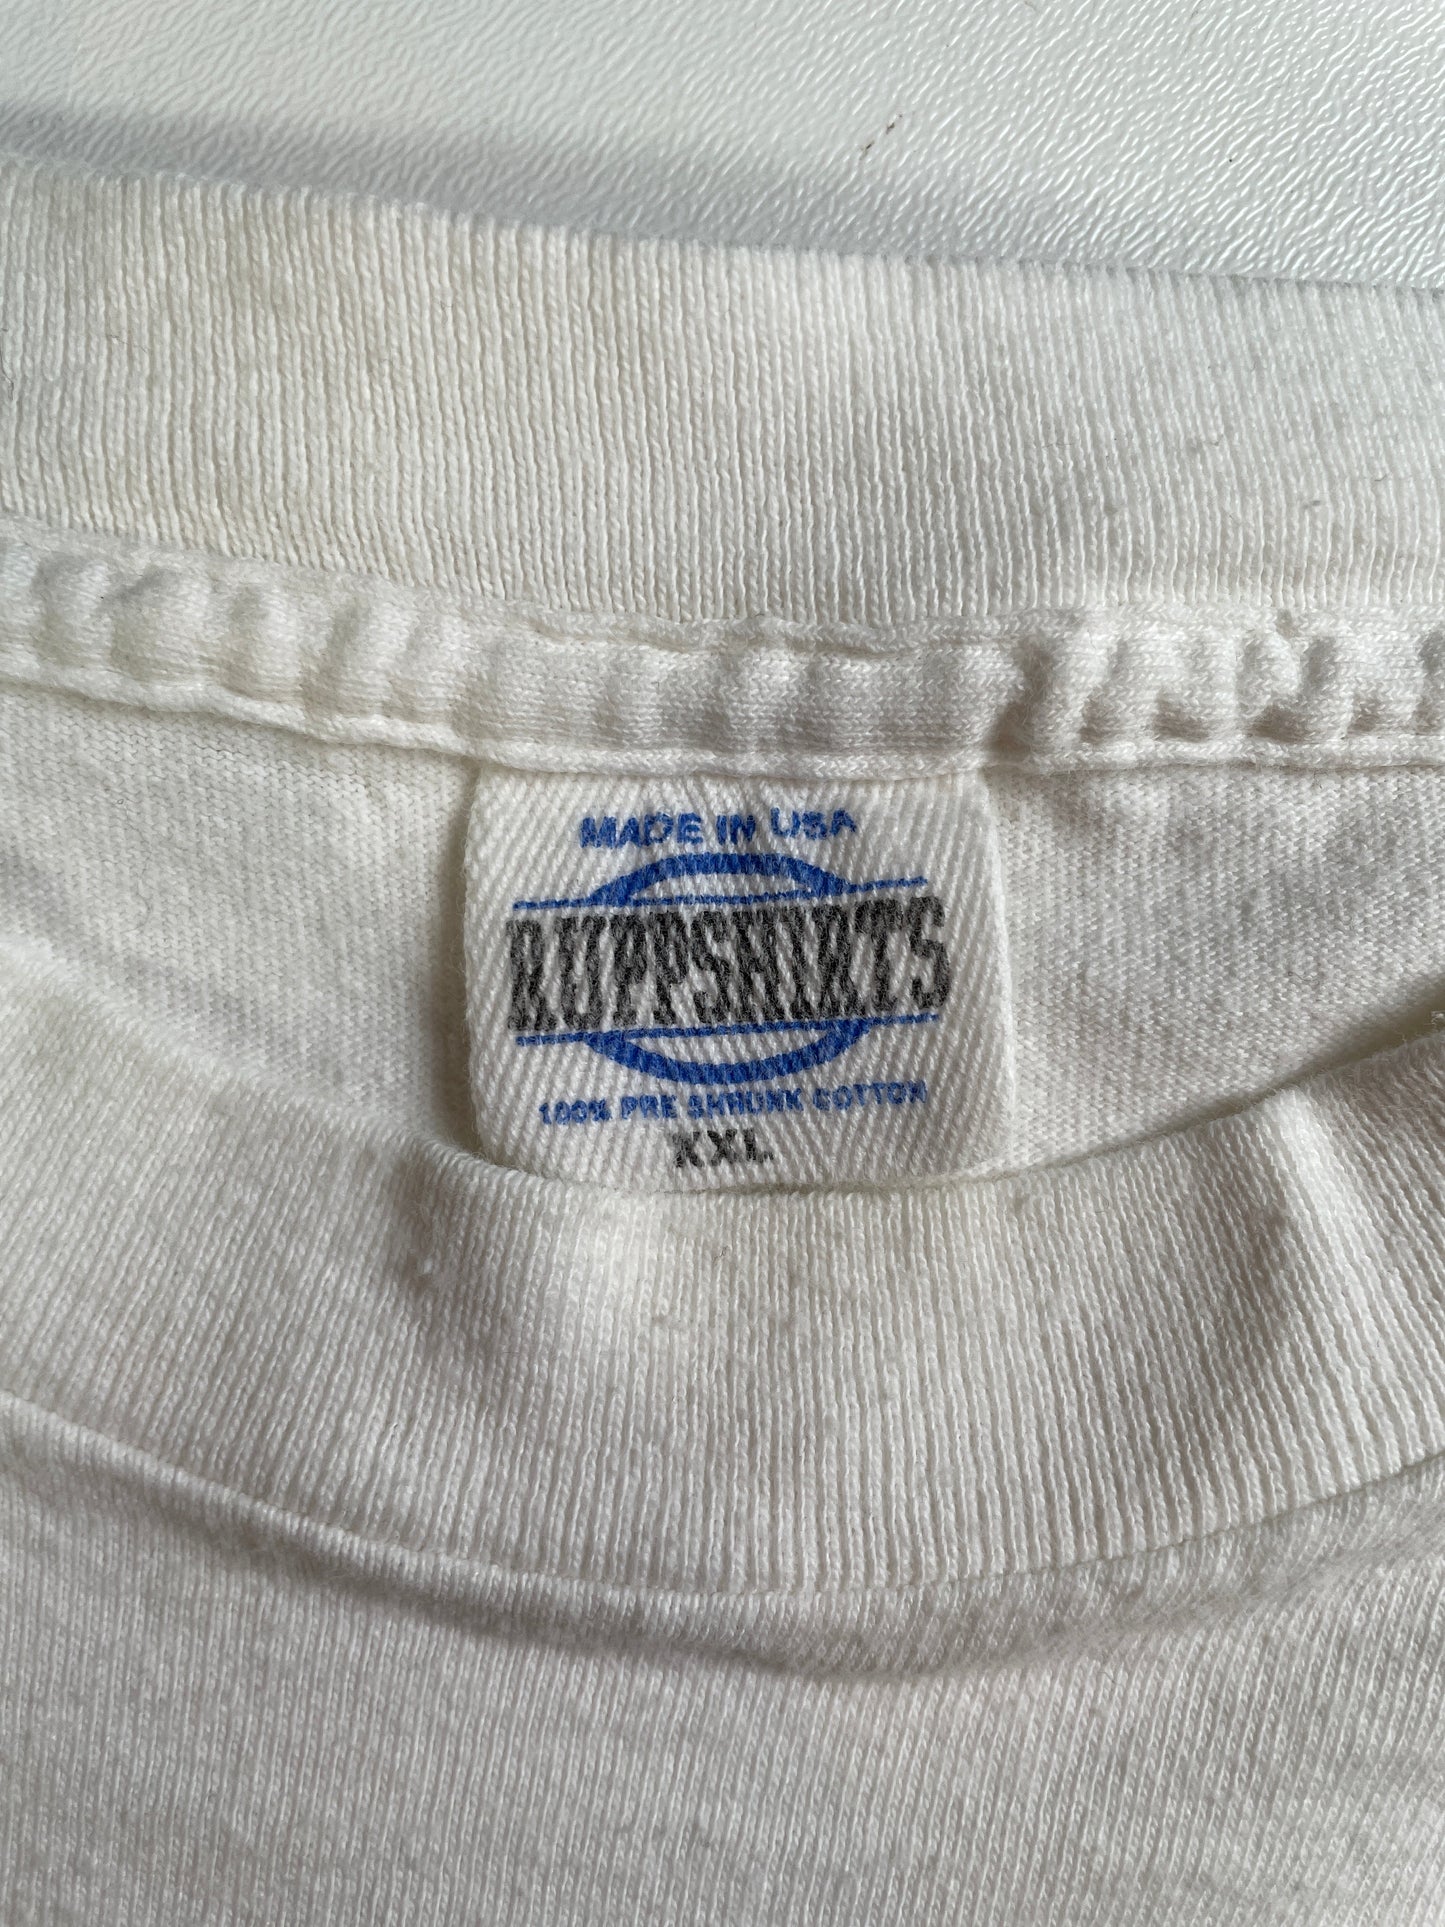 MADE IN USA
RUPPSHIRTS
100% PRE SHRUNK COTTON
XXL